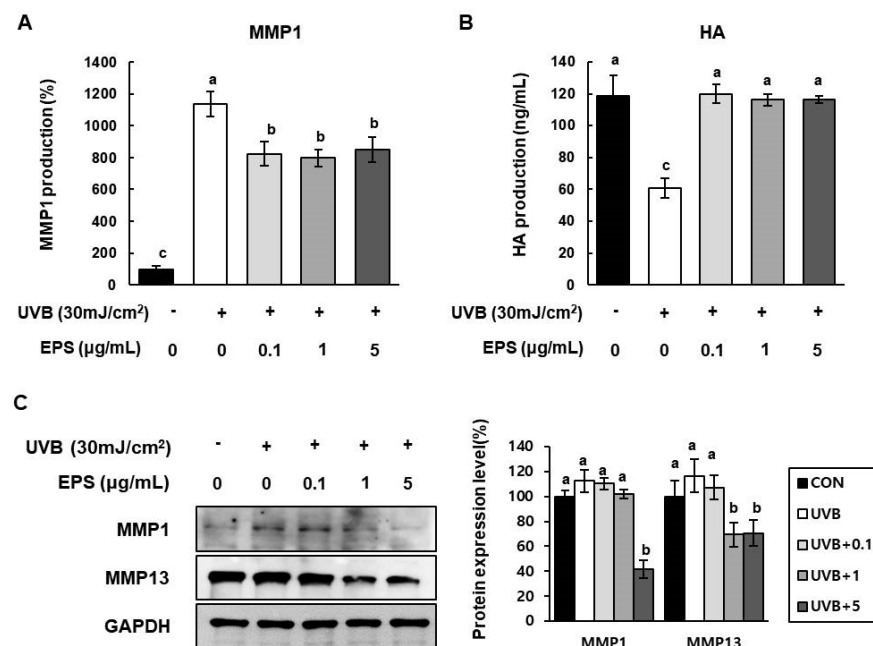 A
MMP1
MMP1 production (%)
1400
1200
1000
800
600
400
200
0
c
a
b
b
b
UVB (30mJ/cm²) - + + + +
EPS (μg/mL) 0 0 0.1 1 5
B
HA
HA production (ng/mL)
140
120
100
80
60
40
20
0
a
c
a
a
a
UVB (30mJ/cm²) - + + + +
EPS (μg/mL) 0 0 0.1 1 5
C
UVB (30mJ/cm²) - + + + +
EPS (μg/mL) 0 0 0.1 1 5
MMP1
MMP13
GAPDH
Protein expression level(%)
140
120
100
80
60
40
20
0
a a a a b
a a a b b
MMP1 MMP13
CON
UVB
UVB+0.1
UVB+1
UVB+5